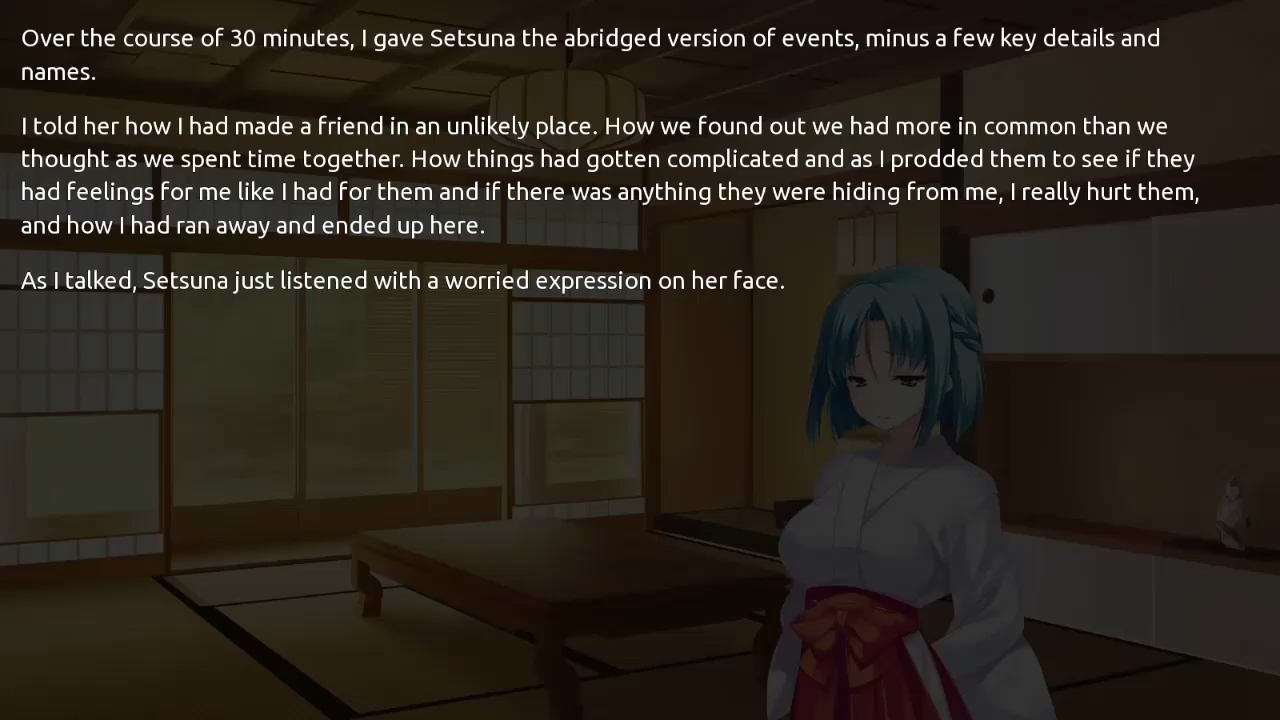 Over the course of 30 minutes, I gave Setsuna the abridged version of events, minus a few key details and
names.
I told her how I had made a friend in an unlikely place. How we found out we had more in common than we
thought as we spent time together. How things had gotten complicated and as I prodded them to see if they
had feelings for me like I had for them and if there was anything they were hiding from me, I really hurt them,
and how I had ran away and ended up here.
As I talked, Setsuna just listened with a worried expression on her face.